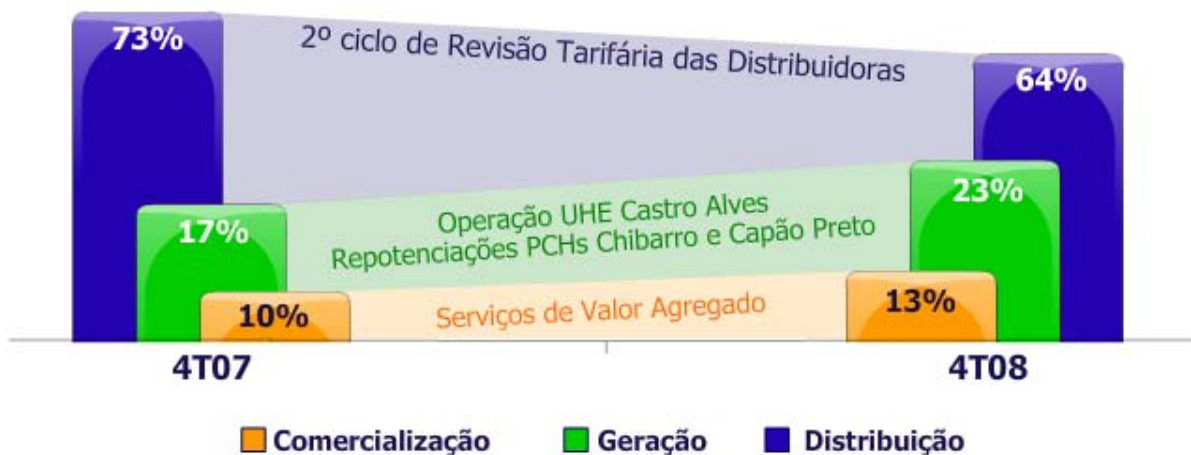 73%
2º ciclo de Revisão Tarifária das Distribuidoras
64%
17%
Operação UHE Castro Alves
Repotenciações PCHs Chibarro e Capão Preto
23%
10%
Serviços de Valor Agregado
13%
4T07
4T08
Comercialização
Geração
Distribuição